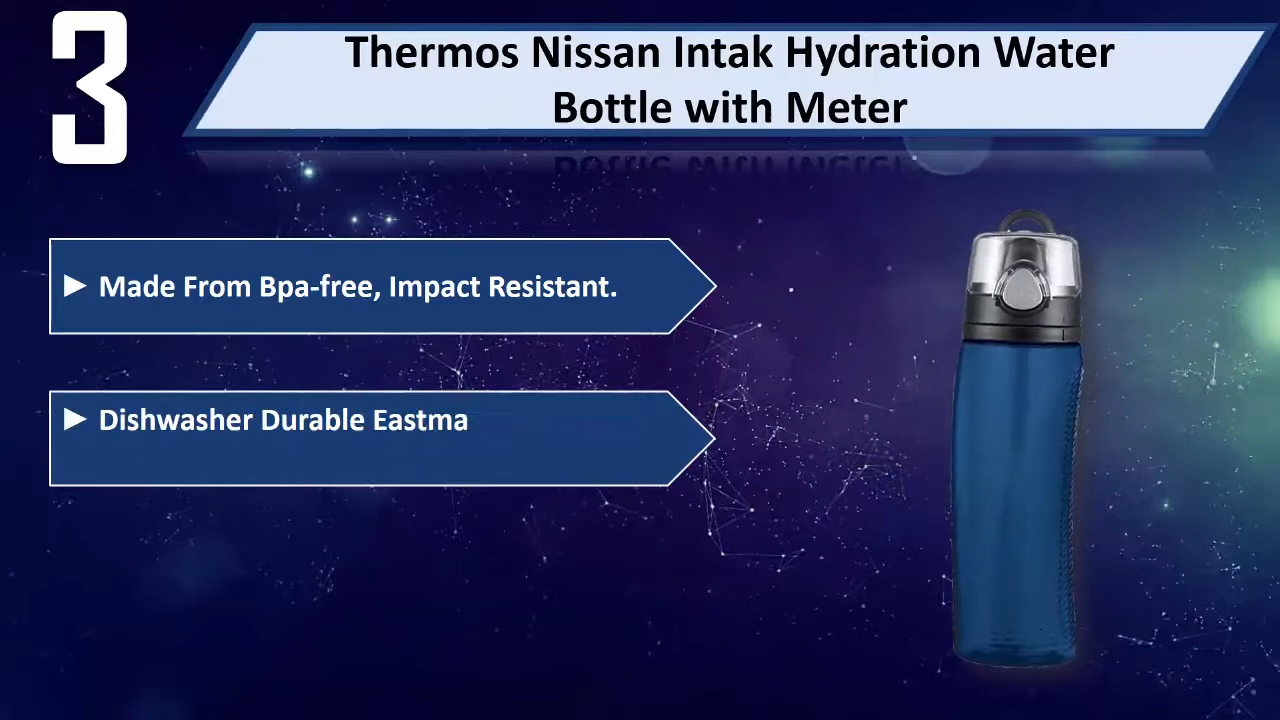 3
Thermos Nissan Intak Hydration Water
Bottle with Meter
► Made From Bpa-free, Impact Resistant.
► Dishwasher Durable Eastma